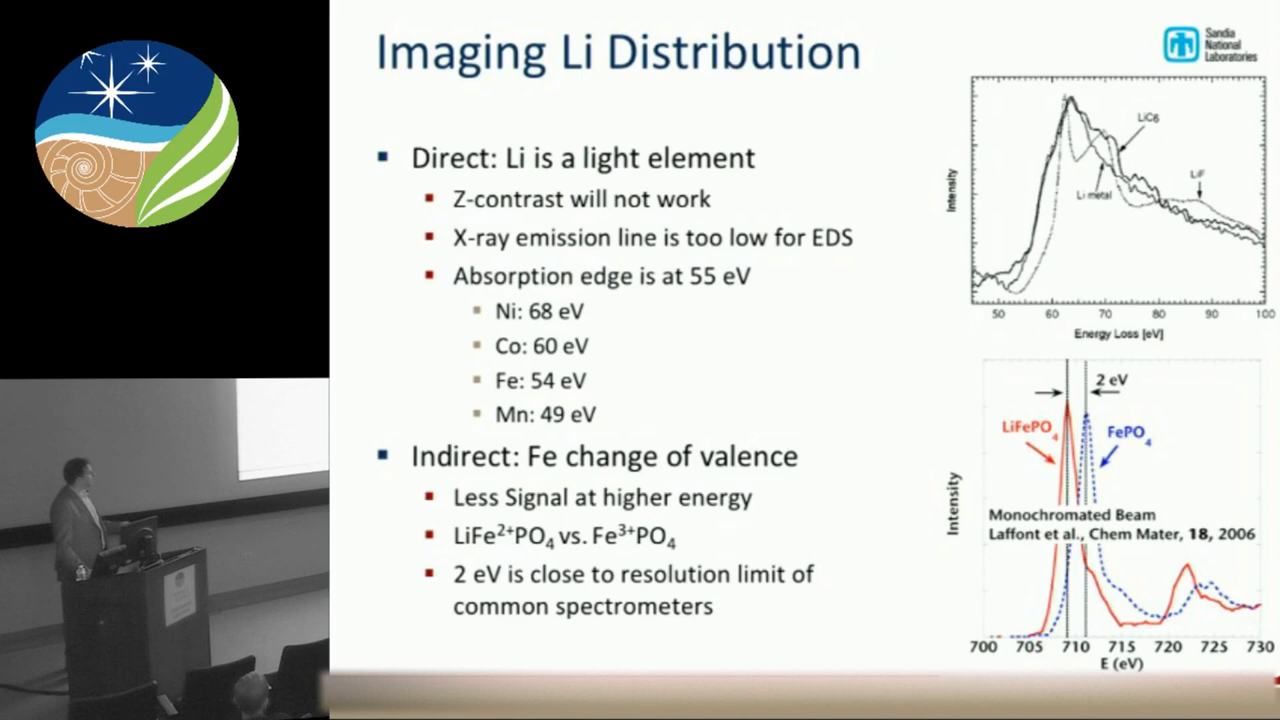 Imaging Li Distribution
Sandia
National
Laboratories
Direct: Li is a light element
Z-contrast will not work
X-ray emission line is too low for EDS
Absorption edge is at 55 eV
Ni: 68 eV
Co: 60 eV
Fe: 54 eV
Mn: 49 eV
Indirect: Fe change of valence
Less Signal at higher energy
LiFe²⁺PO₄ vs. Fe³⁺PO₄
2 eV is close to resolution limit of
common spectrometers
Intensity
LiC6
LiF
Li metal
50 60 70 80 90 100
Energy Loss [eV]
2 eV
LiFePO₄
FePO₄
Intensity
Monochromated Beam
Laffont et al., Chem Mater, 18, 2006
700 705 710 715 720 725 730
E (eV)